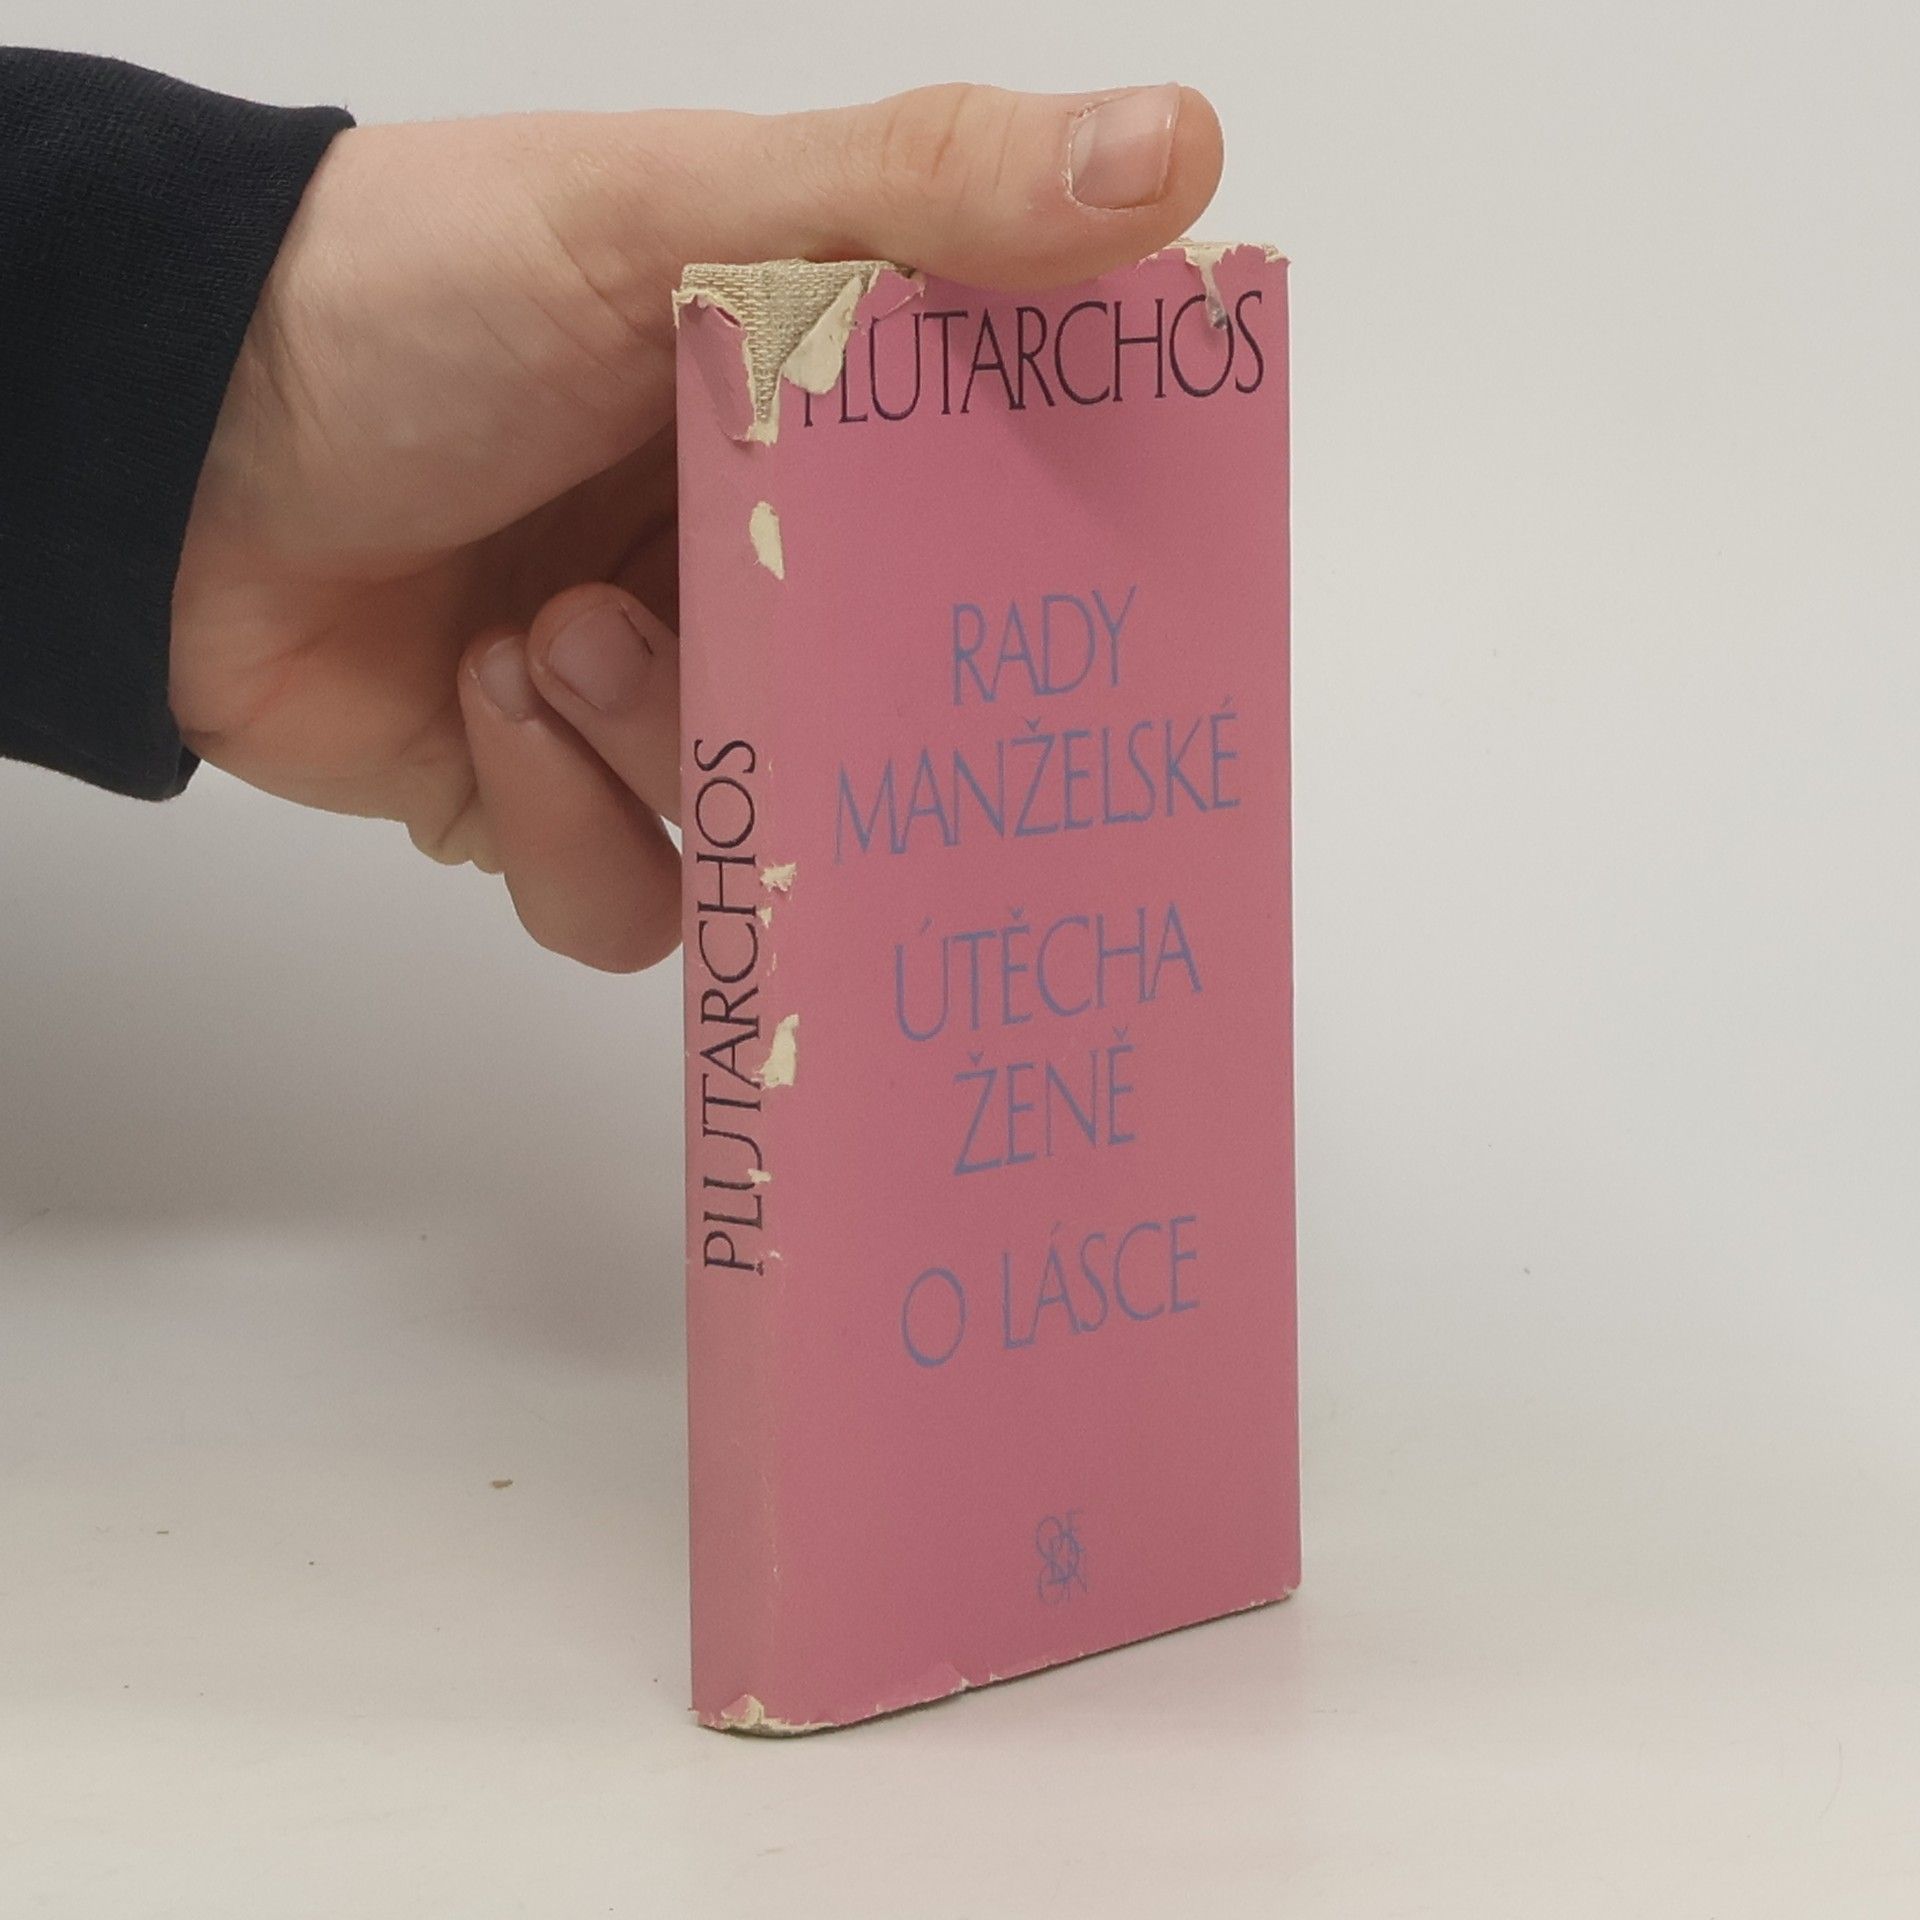 PLUTARCHOS
PLUTARCHOS
RADY
MANŽELSKÉ
ÚTĚCHA
ŽENĚ
O LÁSCE